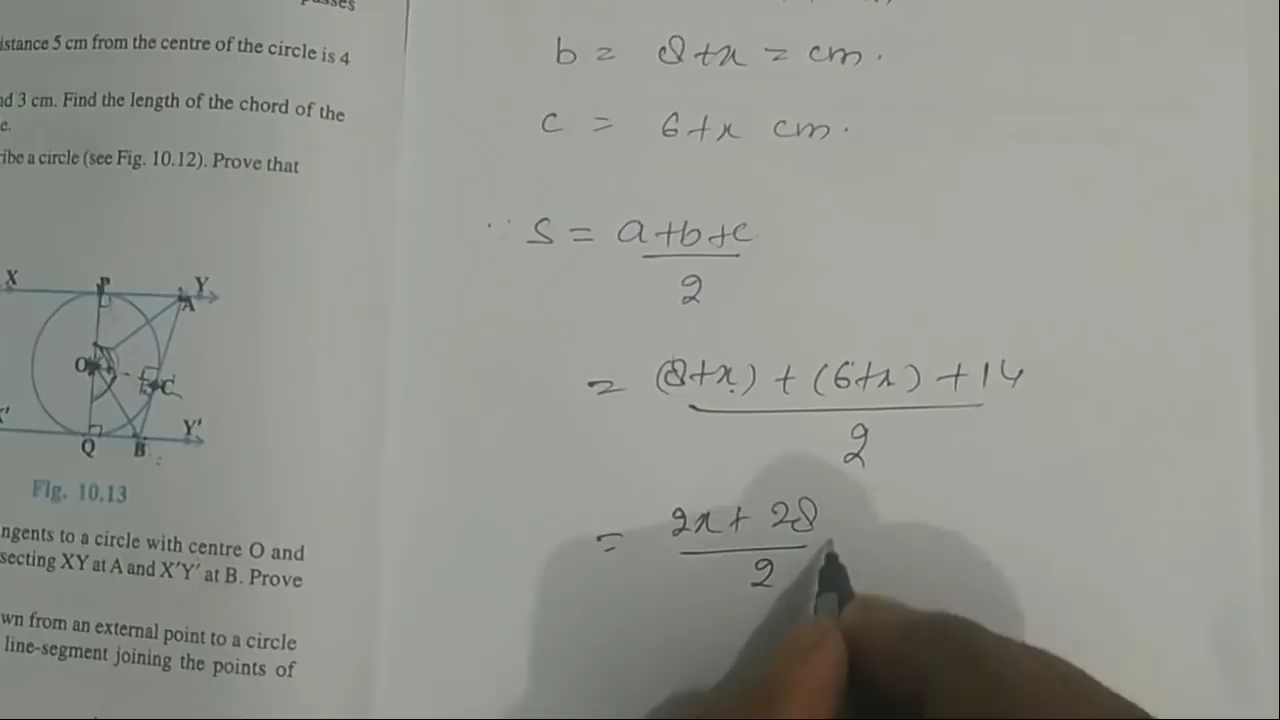 passes
istance 5 cm from the centre of the circle is 4
nd 3 cm. Find the length of the chord of the
e.
ribe a circle (see Fig. 10.12). Prove that
X P Y
A
O C
X' Y'
Q B
Fig. 10.13
ngents to a circle with centre O and
secting XY at A and X'Y' at B. Prove
wn from an external point to a circle
line-segment joining the points of
b = 8+x = cm.
c = 6+x cm.
∵ S = a+b+c
2
= (8+x) + (6+x) + 14
2
= 2x + 28
2